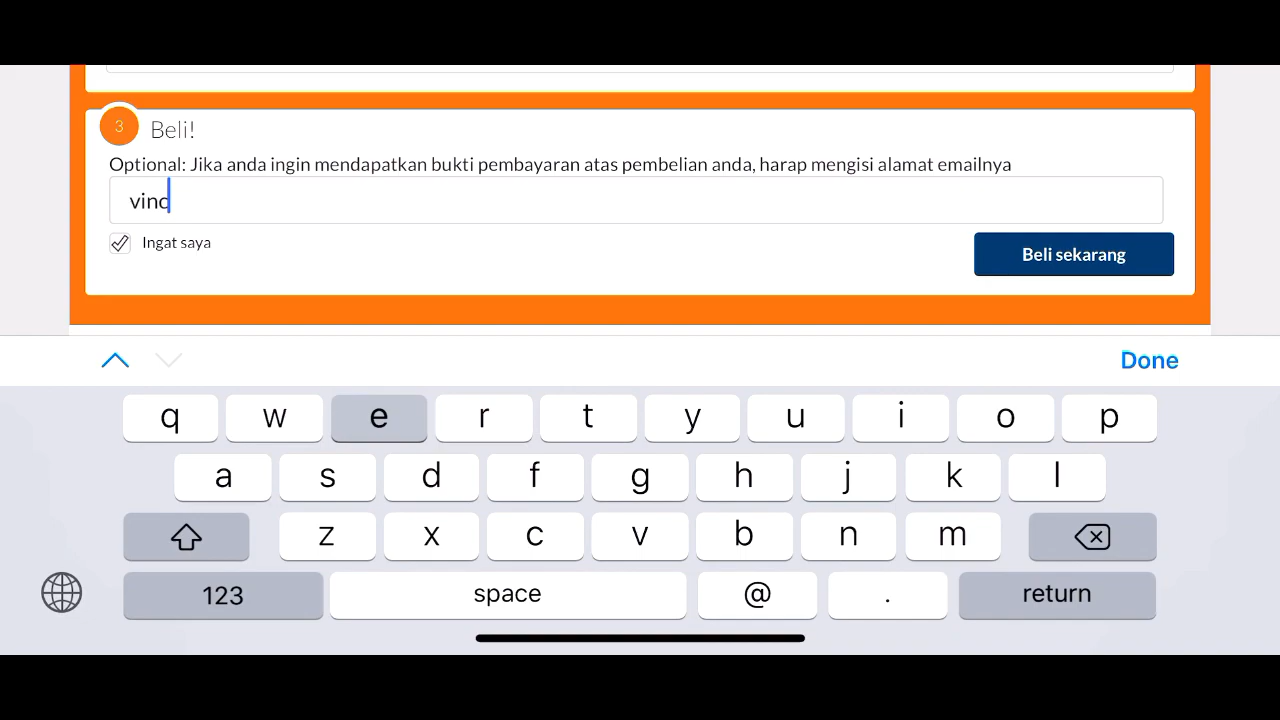 3 Beli!
Optional: Jika anda ingin mendapatkan bukti pembayaran atas pembelian anda, harap mengisi alamat emailnya
vinc
Ingat saya
Beli sekarang
Done
q w e r t y u i o p
a s d f g h j k l
z x c v b n m
123 space @ . return